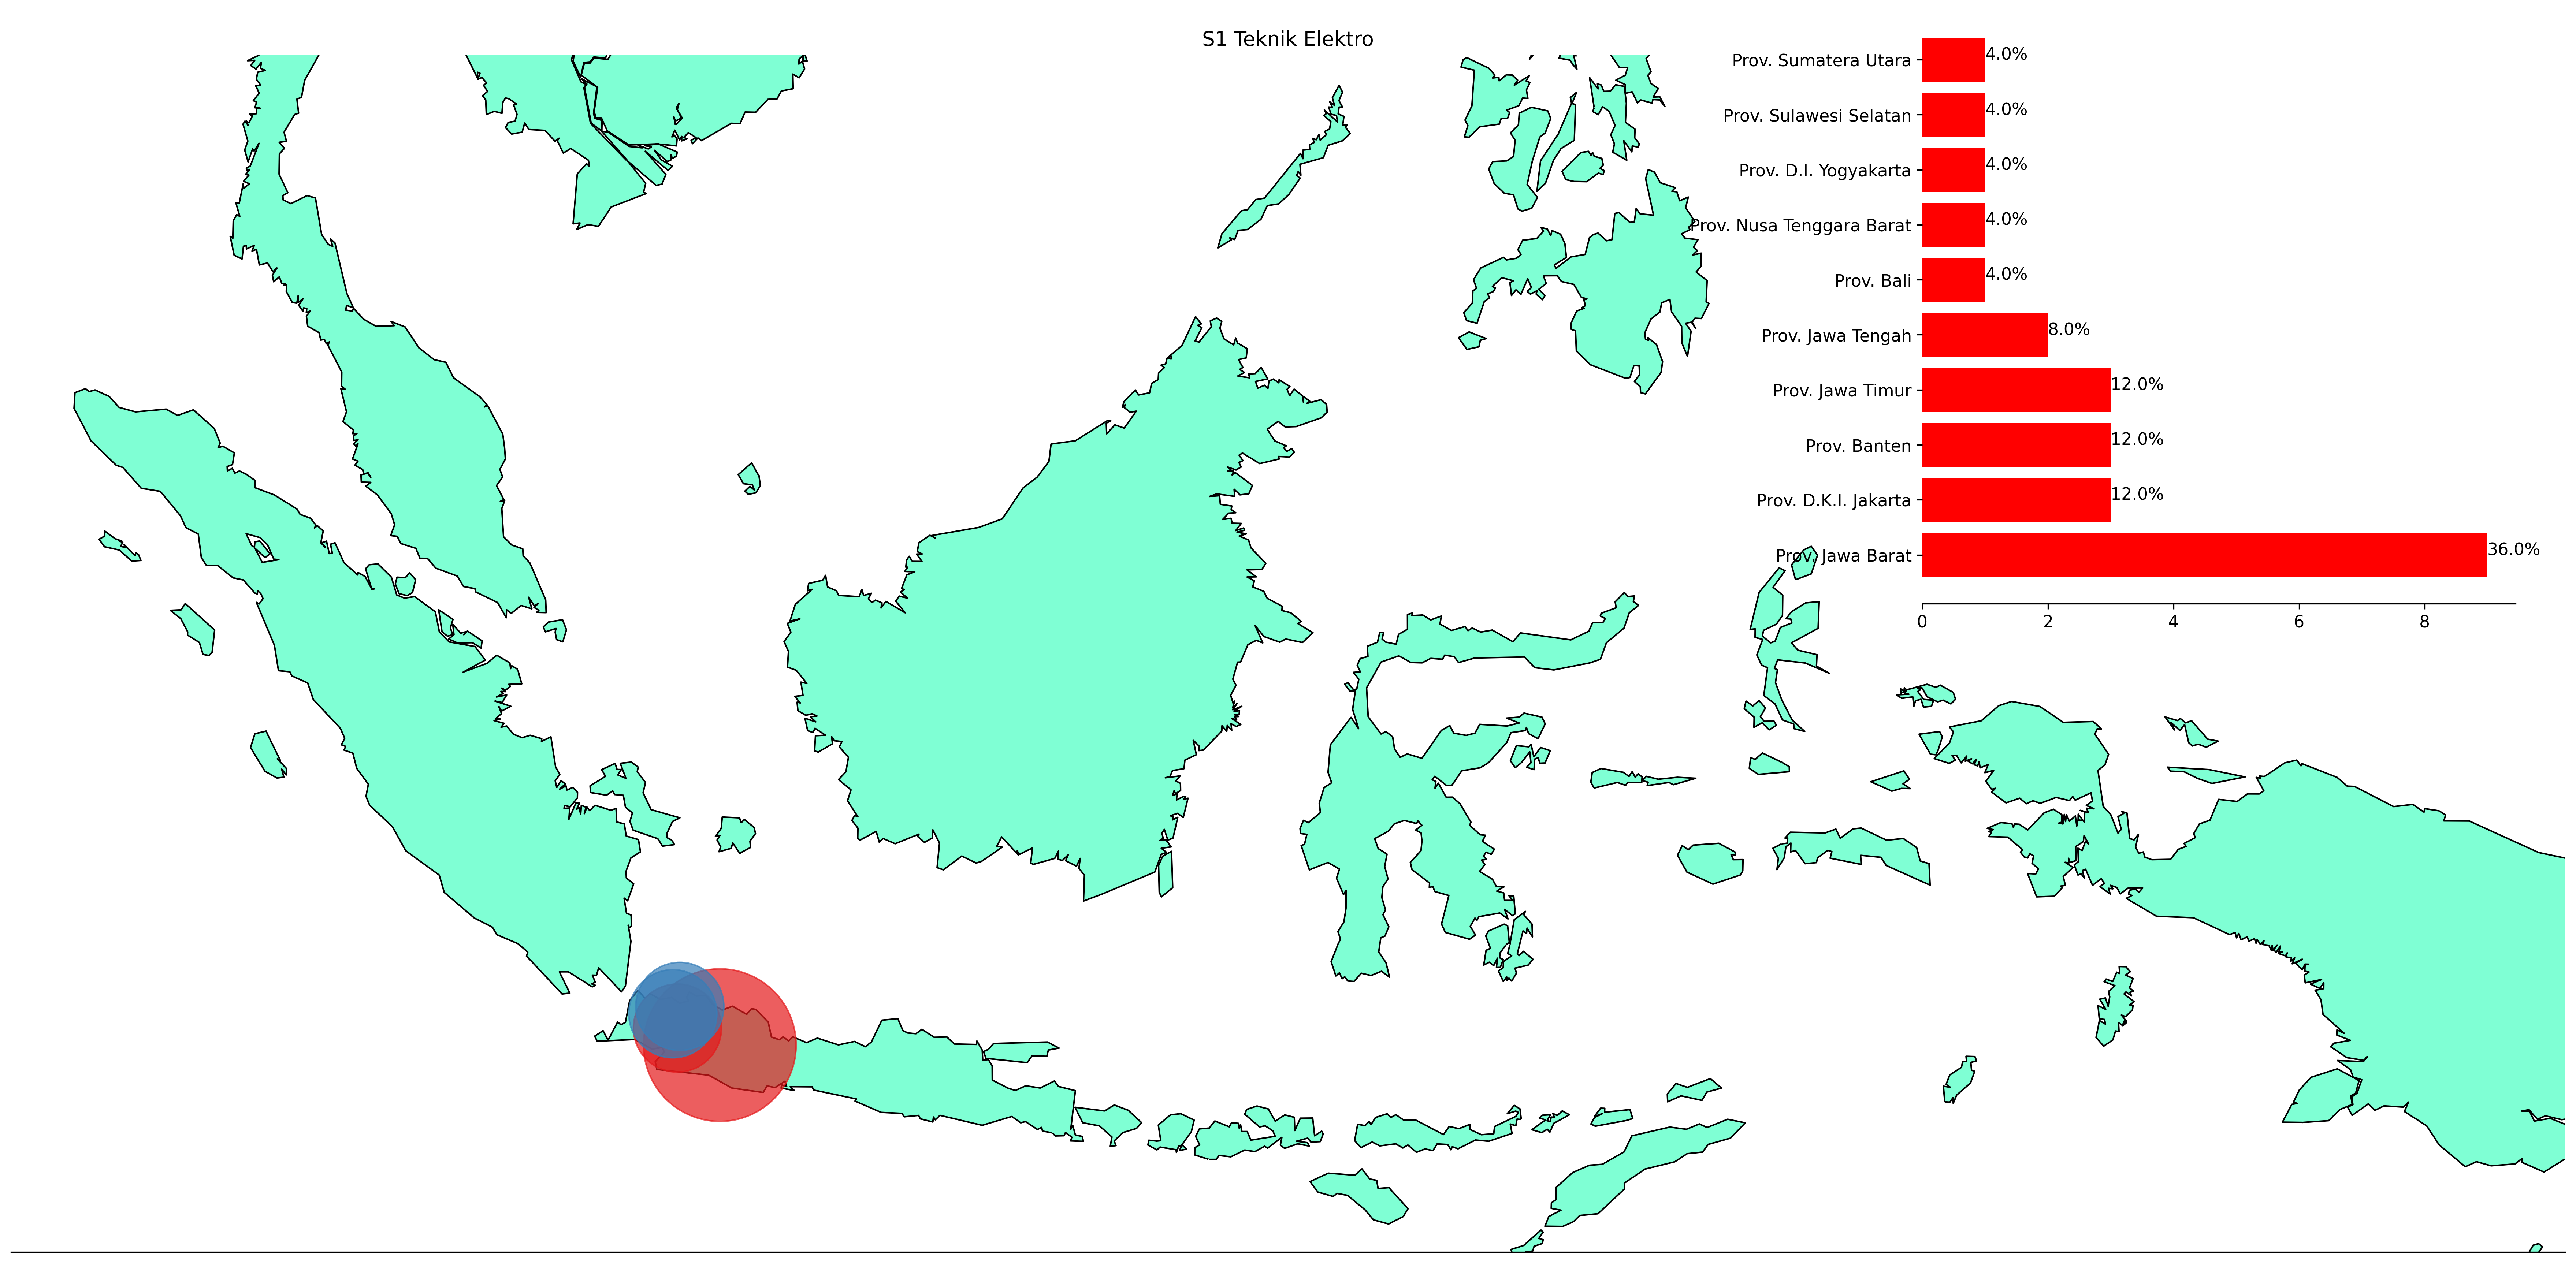 S1 Teknik Elektro
Prov. Sumatera Utara 4.0%
Prov. Sulawesi Selatan 4.0%
Prov. D.I. Yogyakarta 4.0%
Prov. Nusa Tenggara Barat 4.0%
Prov. Bali 4.0%
Prov. Jawa Tengah 8.0%
Prov. Jawa Timur 12.0%
Prov. Banten 12.0%
Prov. D.K.I. Jakarta 12.0%
Prov. Jawa Barat 36.0%
0 2 4 6 8